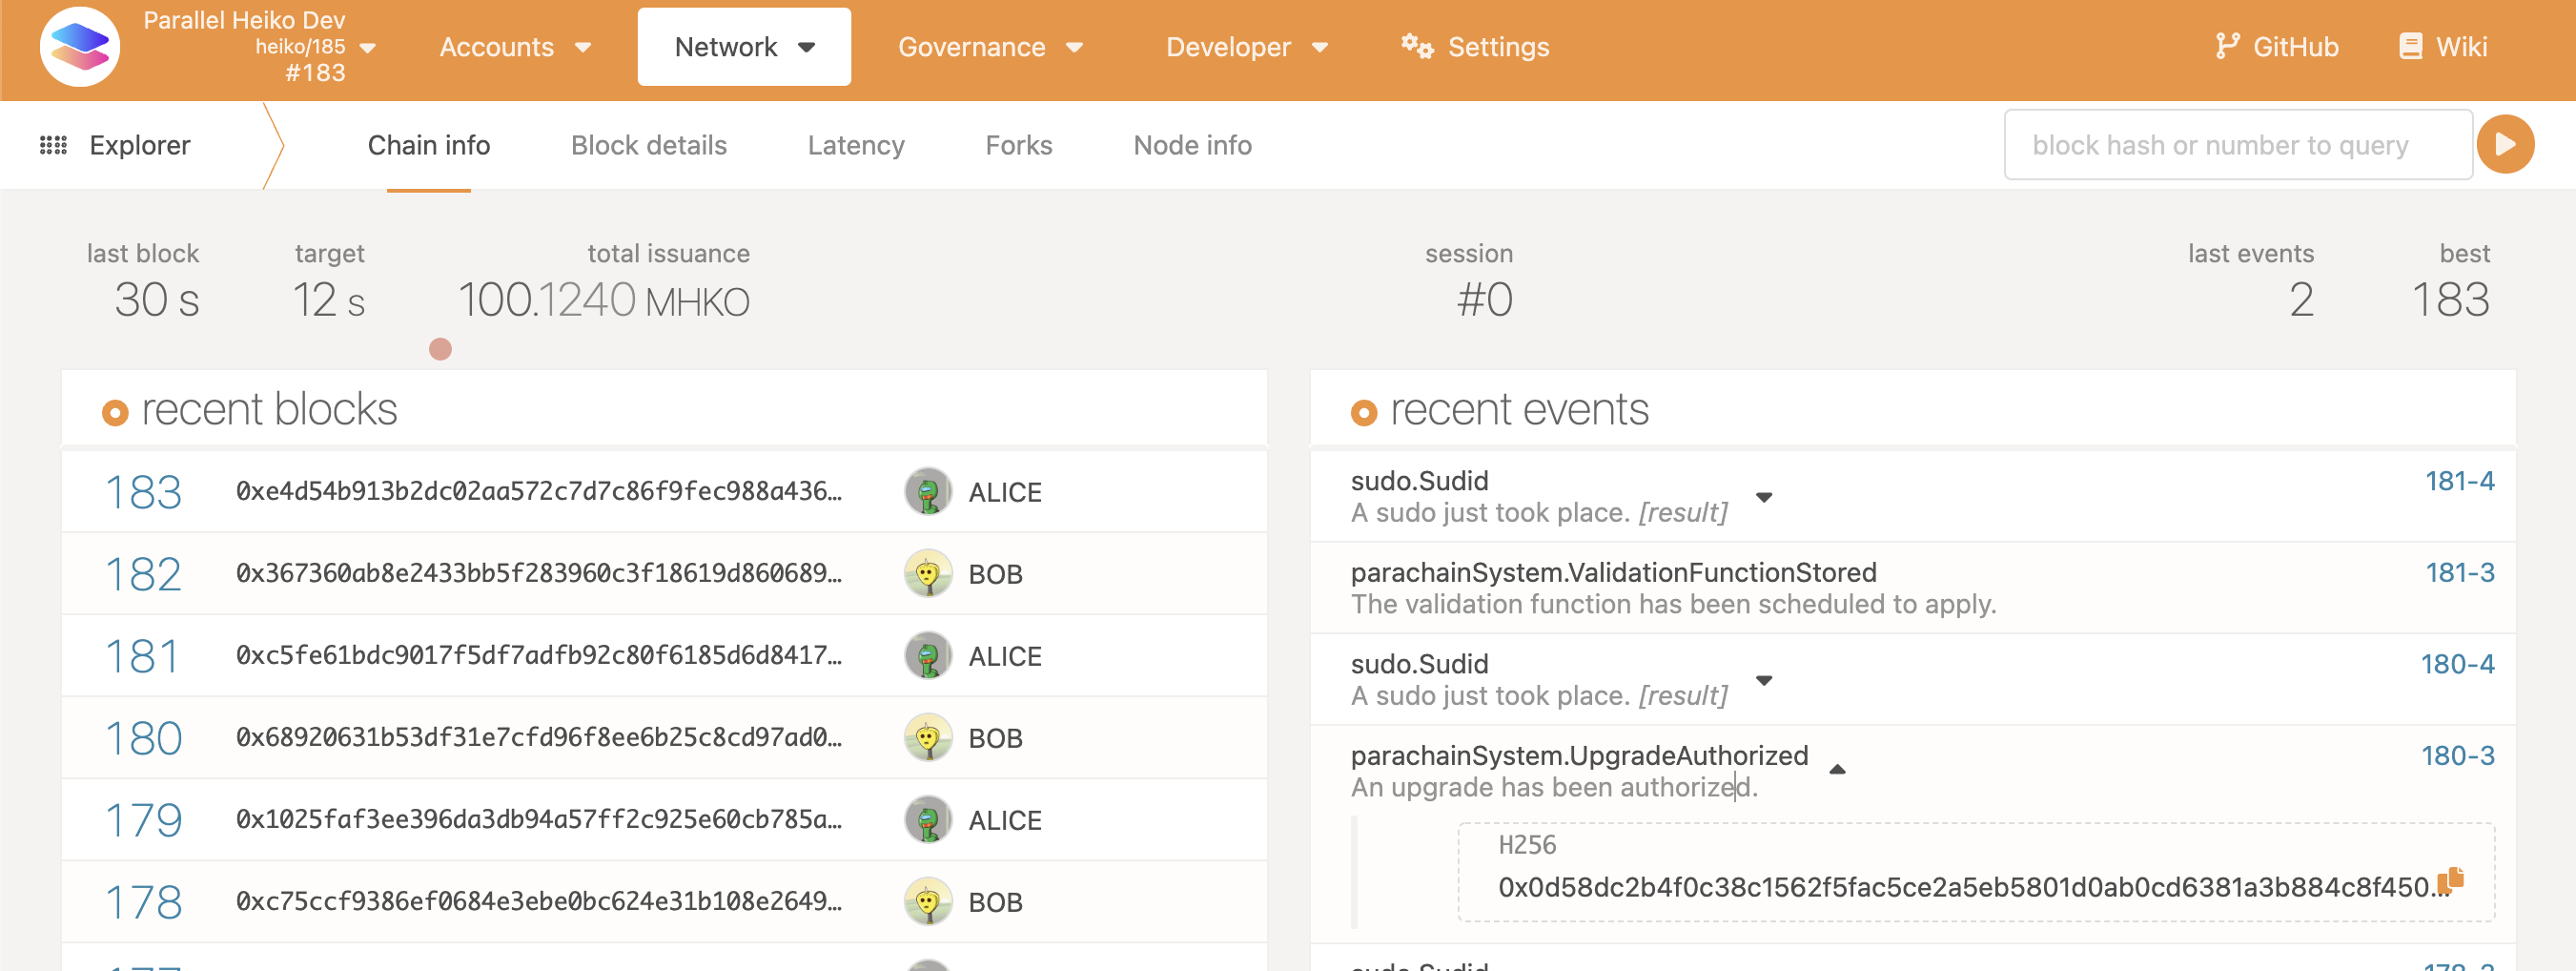 Parallel Heiko Dev
heiko/185
#183
Accounts
Network
Governance
Developer
Settings
GitHub
Wiki
Explorer
Chain info
Block details
Latency
Forks
Node info
block hash or number to query
last block
30 s
target
12 s
total issuance
100.1240 MHKO
session
#0
last events
2
best
183
recent blocks
183 0xe4d54b913b2dc02aa572c7d7c86f9fec988a436… ALICE
182 0x367360ab8e2433bb5f283960c3f18619d860689… BOB
181 0xc5fe61bdc9017f5df7adfb92c80f6185d6d8417… ALICE
180 0x68920631b53df31e7cfd96f8ee6b25c8cd97ad0… BOB
179 0x1025faf3ee396da3db94a57ff2c925e60cb785a… ALICE
178 0xc75ccf9386ef0684e3ebe0bc624e31b108e2649… BOB
recent events
sudo.Sudid 181-4
A sudo just took place. [result]
parachainSystem.ValidationFunctionStored 181-3
The validation function has been scheduled to apply.
sudo.Sudid 180-4
A sudo just took place. [result]
parachainSystem.UpgradeAuthorized 180-3
An upgrade has been authorized.
H256
0x0d58dc2b4f0c38c1562f5fac5ce2a5eb5801d0ab0cd6381a3b884c8f450…